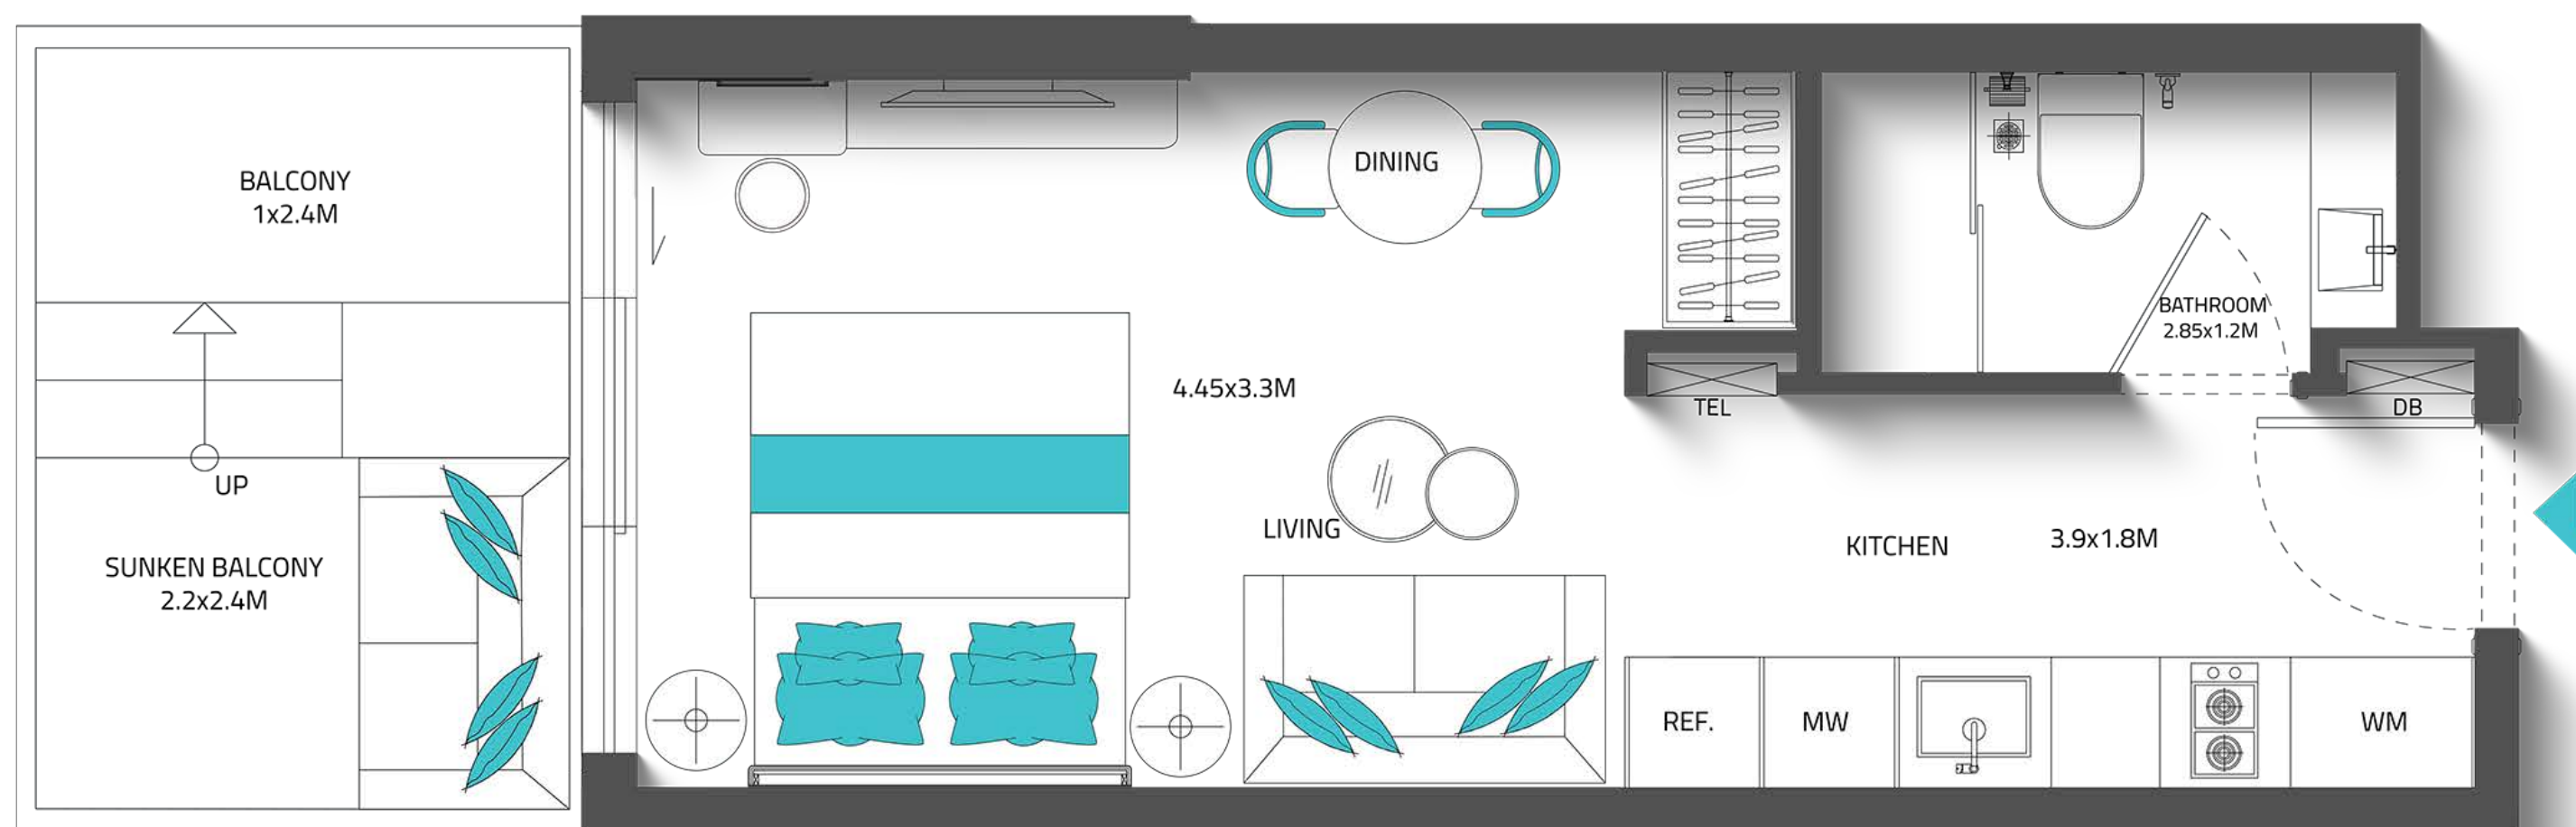 BALCONY
1x2.4M
UP
SUNKEN BALCONY
2.2x2.4M
DINING
4.45x3.3M
LIVING
TEL
BATHROOM
2.85x1.2M
DB
KITCHEN
3.9x1.8M
REF.
MW
WM